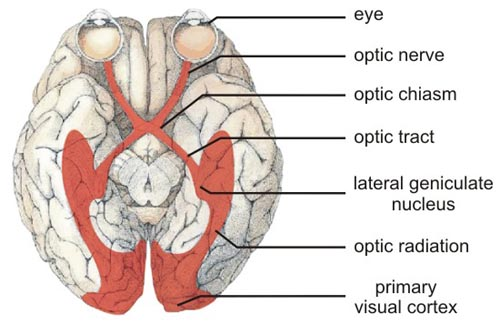 eye
optic nerve
optic chiasm
optic tract
lateral geniculate
nucleus
optic radiation
primary
visual cortex